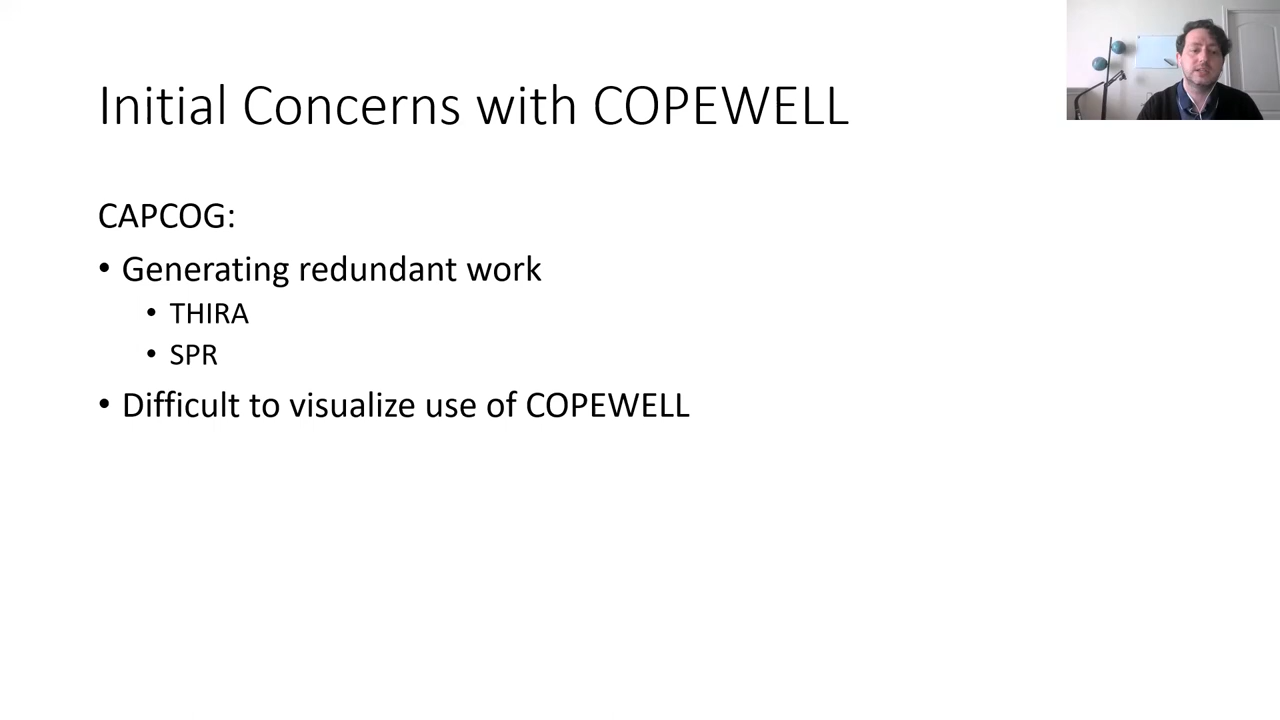 Initial Concerns with COPEWELL
CAPCOG:
• Generating redundant work
• THIRA
• SPR
• Difficult to visualize use of COPEWELL